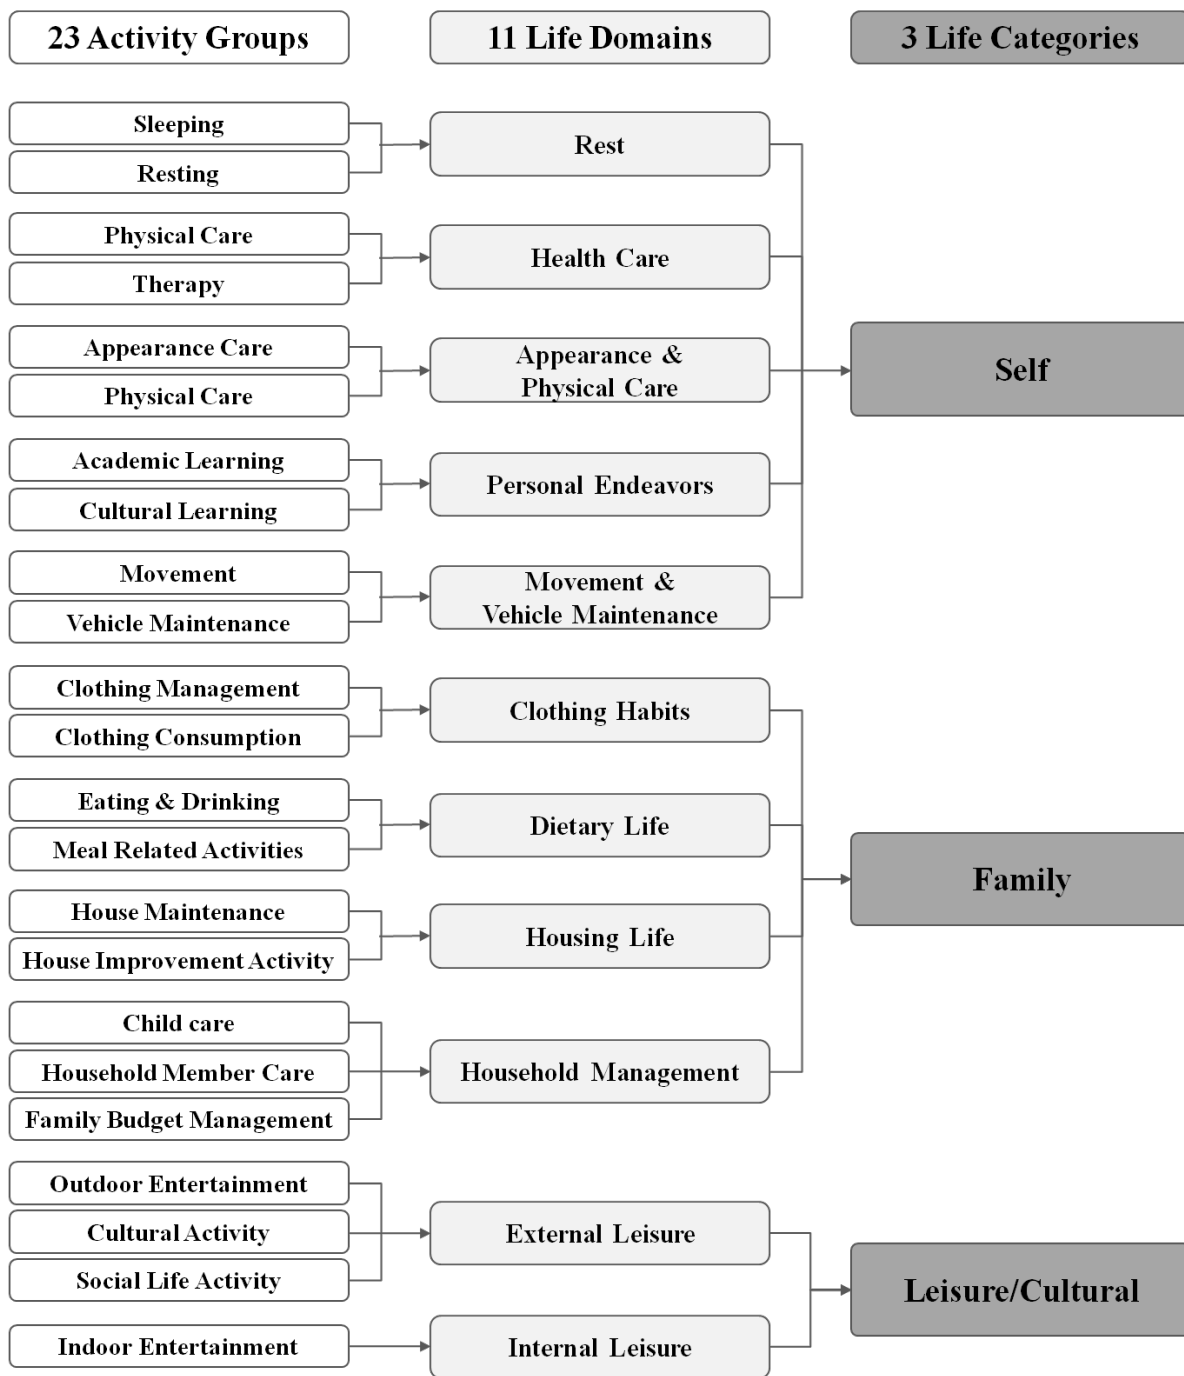 23 Activity Groups
11 Life Domains
3 Life Categories
Sleeping
Resting
Rest
Physical Care
Therapy
Health Care
Appearance Care
Physical Care
Appearance &
Physical Care
Academic Learning
Cultural Learning
Personal Endeavors
Movement
Vehicle Maintenance
Movement &
Vehicle Maintenance
Self
Clothing Management
Clothing Consumption
Clothing Habits
Eating & Drinking
Meal Related Activities
Dietary Life
House Maintenance
House Improvement Activity
Housing Life
Child care
Household Member Care
Family Budget Management
Household Management
Family
Outdoor Entertainment
Cultural Activity
Social Life Activity
External Leisure
Indoor Entertainment
Internal Leisure
Leisure/Cultural